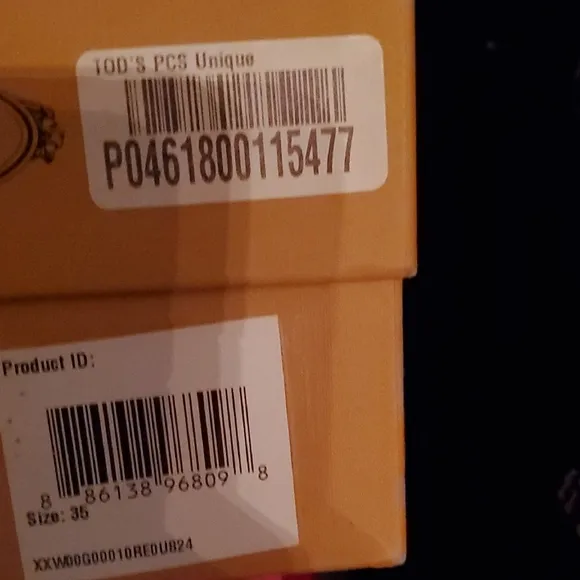 TOD'S PCS Unique
P0461800115477
Product ID:
8 86138 96809 8
Size: 35
XXW00G00010RE0U824